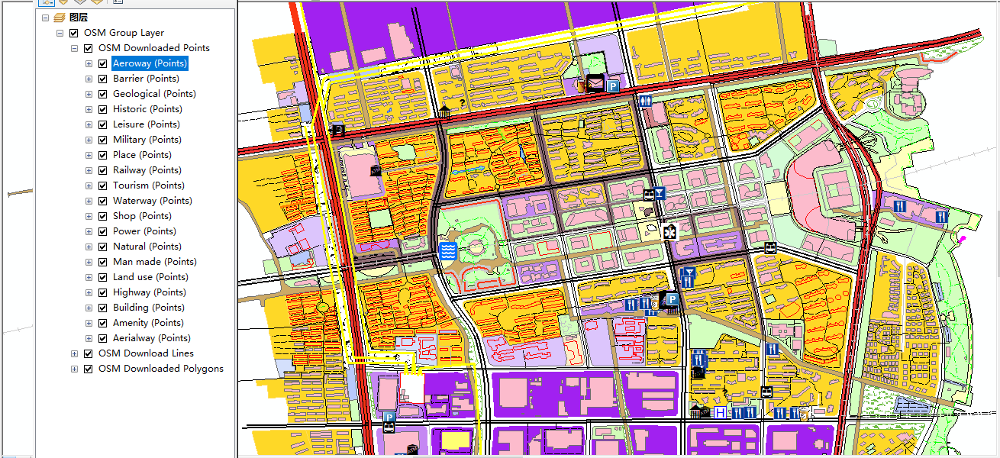 图层
OSM Group Layer
OSM Downloaded Points
Aeroway (Points)
Barrier (Points)
Geological (Points)
Historic (Points)
Leisure (Points)
Military (Points)
Place (Points)
Railway (Points)
Tourism (Points)
Waterway (Points)
Shop (Points)
Power (Points)
Natural (Points)
Man made (Points)
Land use (Points)
Highway (Points)
Building (Points)
Amenity (Points)
Aerialway (Points)
OSM Download Lines
OSM Downloaded Polygons
P
?
P
H
P